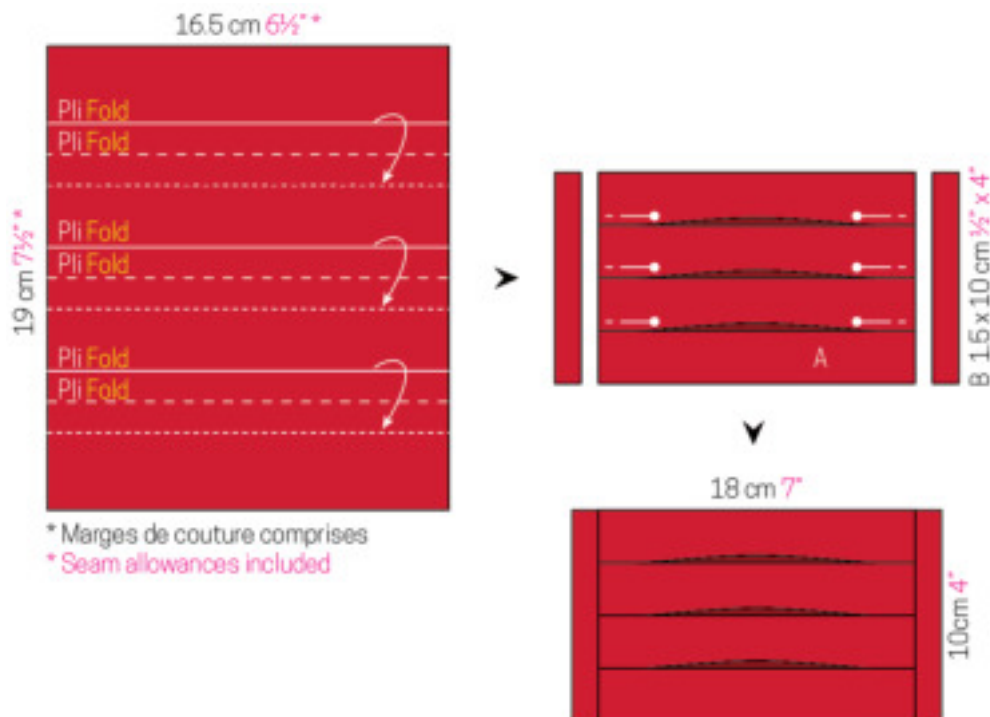 16.5 cm 6½" *
19 cm 7½" *
Pli Fold
Pli Fold
Pli Fold
Pli Fold
Pli Fold
Pli Fold
* Marges de couture comprises
* Seam allowances included
A
B 1.5 x 10 cm ½" x 4"
18 cm 7"
10cm 4"